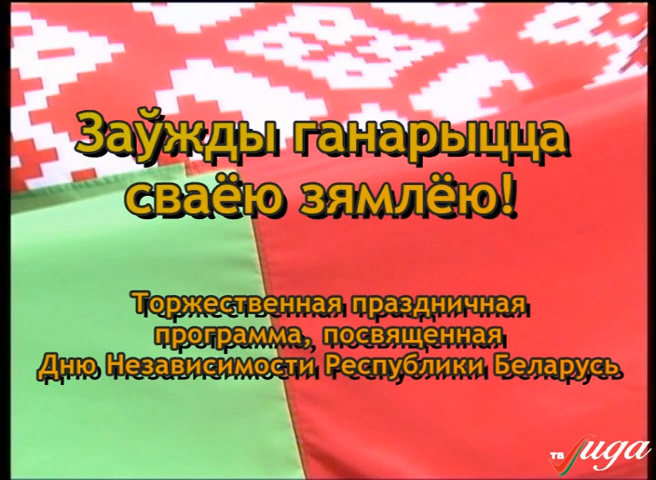 Заўжды ганарыцца
сваёю зямлёю!
Торжественная праздничная
программа, посвященная
Дню Независимости Республики Беларусь
ТВ Лида